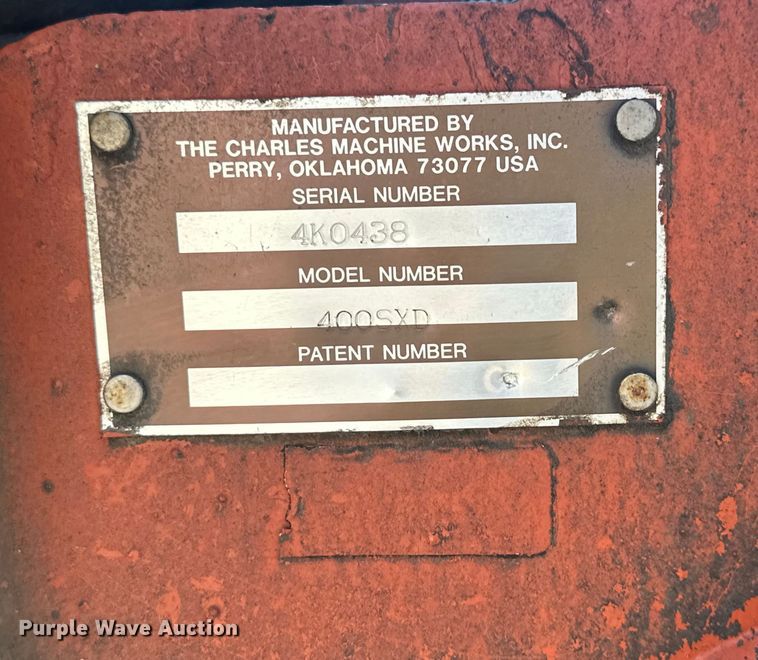 MANUFACTURED BY
THE CHARLES MACHINE WORKS, INC.
PERRY, OKLAHOMA 73077 USA
SERIAL NUMBER
4K0438
MODEL NUMBER
400SXD
PATENT NUMBER
Purple Wave Auction